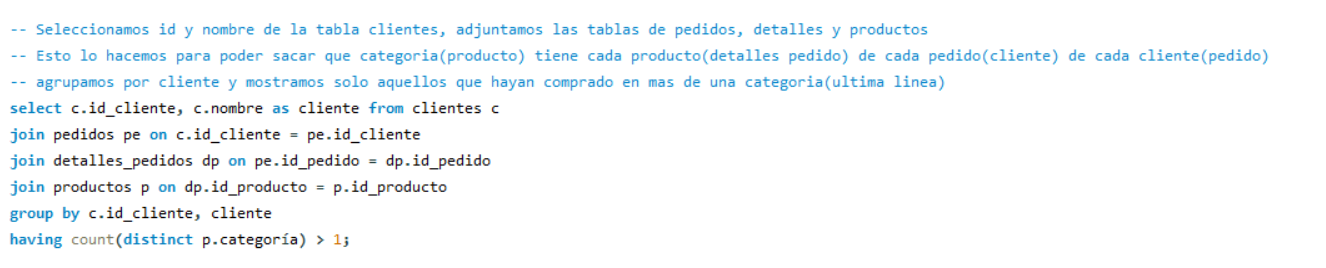 -- Seleccionamos id y nombre de la tabla clientes, adjuntamos las tablas de pedidos, detalles y productos
-- Esto lo hacemos para poder sacar que categoria(producto) tiene cada producto(detalles pedido) de cada pedido(cliente) de cada cliente(pedido)
-- agrupamos por cliente y mostramos solo aquellos que hayan comprado en mas de una categoria(ultima linea)
select c.id_cliente, c.nombre as cliente from clientes c
join pedidos pe on c.id_cliente = pe.id_cliente
join detalles_pedidos dp on pe.id_pedido = dp.id_pedido
join productos p on dp.id_producto = p.id_producto
group by c.id_cliente, cliente
having count(distinct p.categoría) > 1;